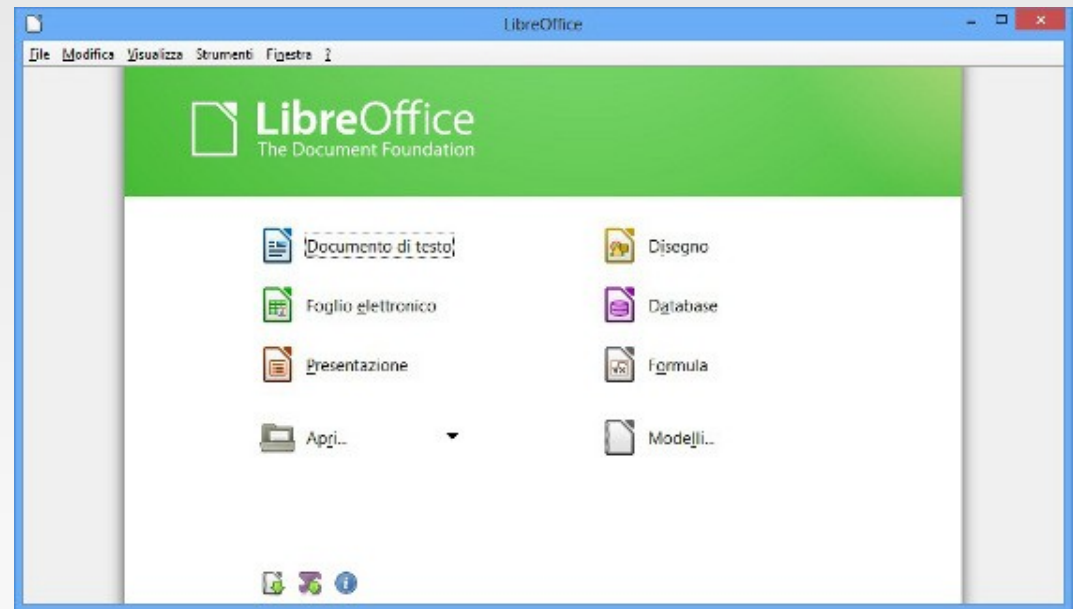 LibreOffice
File Modifica Visualizza Strumenti Finestra ?
LibreOffice
The Document Foundation
Documento di testo
Disegno
Foglio elettronico
Database
Presentazione
Formula
Apri...
Modelli...